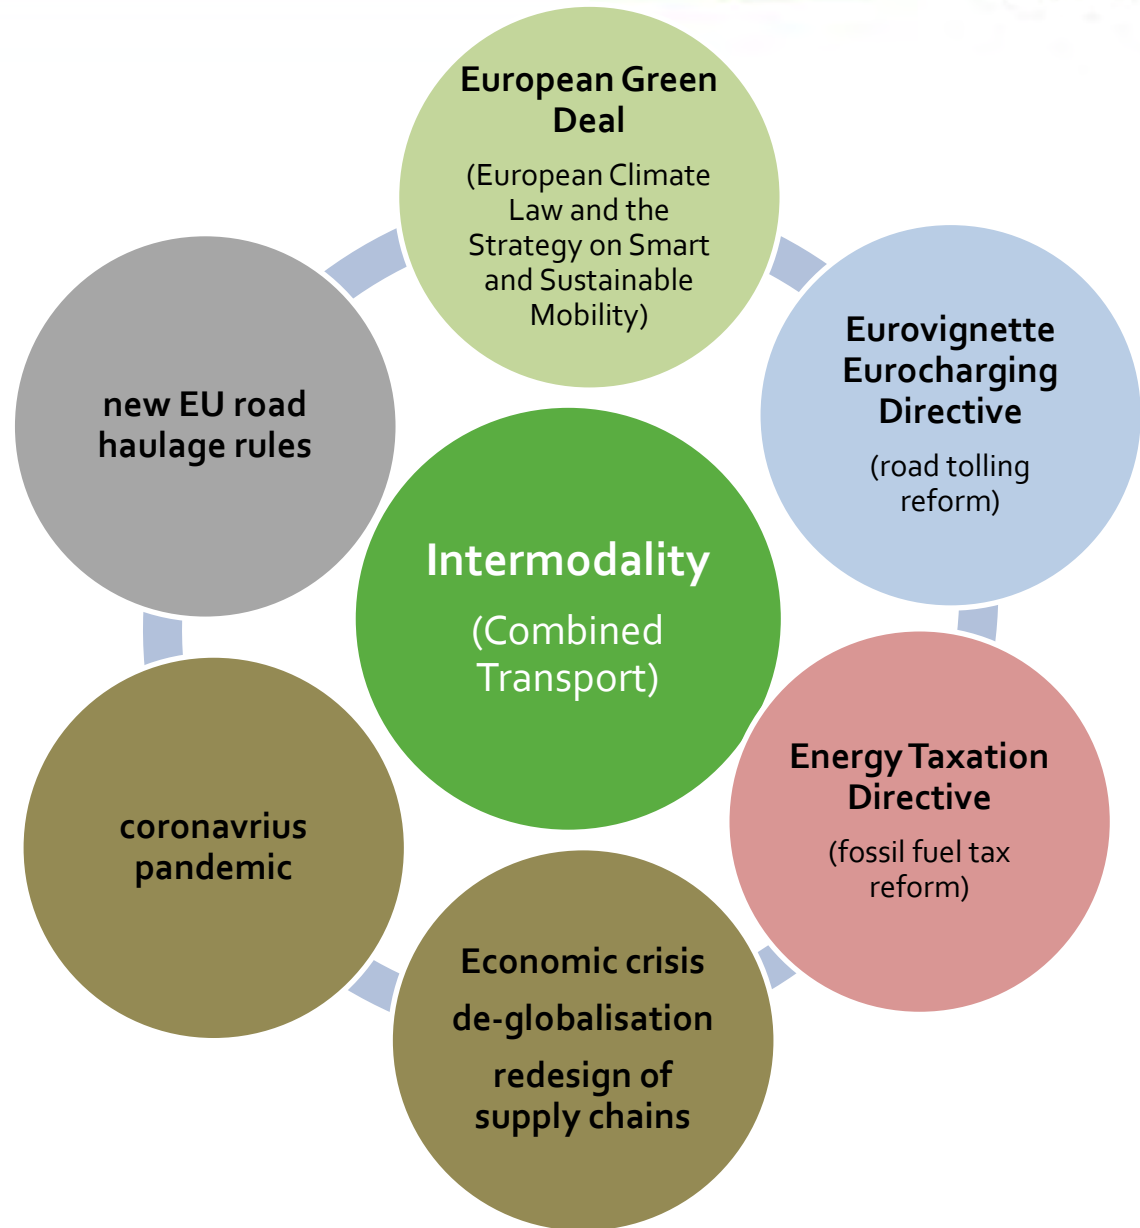 European Green
Deal
(European Climate
Law and the
Strategy on Smart
and Sustainable
Mobility)
Eurovignette
Eurocharging
Directive
(road tolling
reform)
new EU road
haulage rules
Intermodality
(Combined
Transport)
Energy Taxation
Directive
(fossil fuel tax
reform)
coronavrius
pandemic
Economic crisis
de-globalisation
redesign of
supply chains